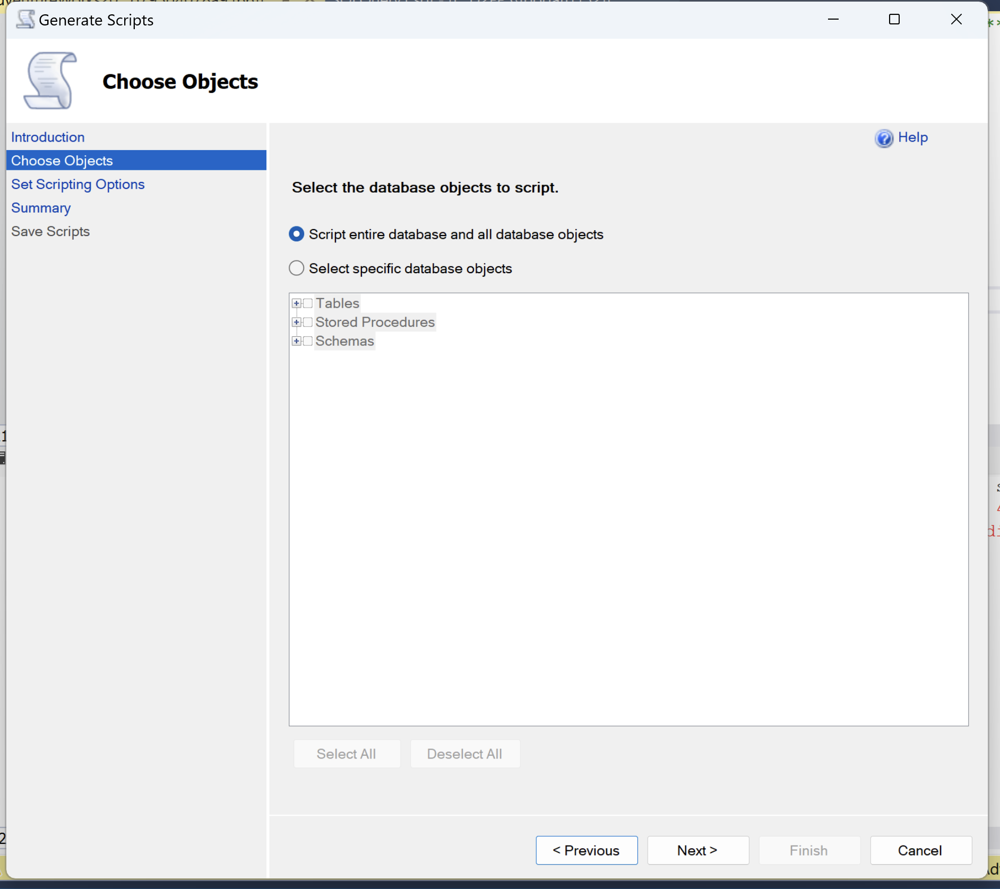 Generate Scripts
Choose Objects
Introduction
Choose Objects
Set Scripting Options
Summary
Save Scripts
Help
Select the database objects to script.
Script entire database and all database objects
Select specific database objects
Tables
Stored Procedures
Schemas
Select All
Deselect All
< Previous
Next >
Finish
Cancel